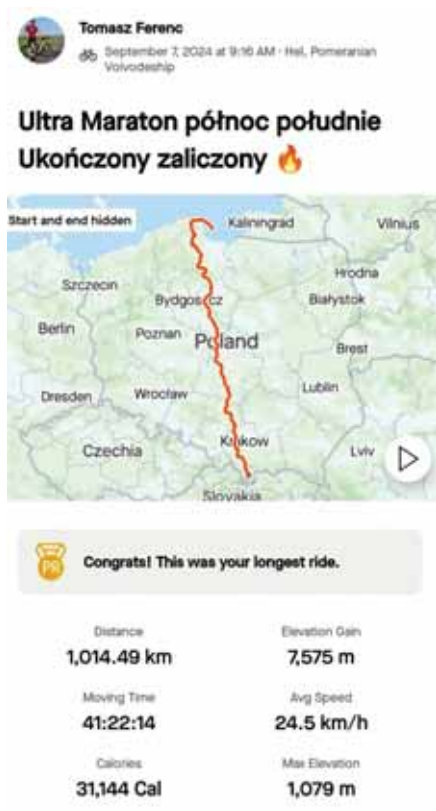 Tomasz Ferenc
September 7, 2024 at 9:16 AM · Hel, Pomeranian
Voivodeship
Ultra Maraton północ południe
Ukończony zaliczony 🔥
Start and end hidden
Kaliningrad
Vilnius
Hrodna
Szczecin
Bydgoszcz
Białystok
Berlin
Poznan
Poland
Brest
Dresden
Wrocław
Lublin
Czechia
Krakow
Lviv
Slovakia
PR
Congrats! This was your longest ride.
Distance Elevation Gain
1,014.49 km 7,575 m
Moving Time Avg Speed
41:22:14 24.5 km/h
Calories Max Elevation
31,144 Cal 1,079 m